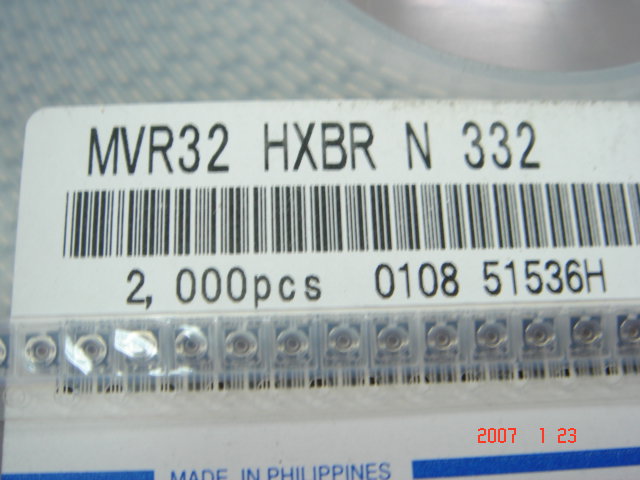 MVR32 HXBR N 332
2,000pcs 0108 51536H
2007 1 23
MADE IN PHILIPPINES